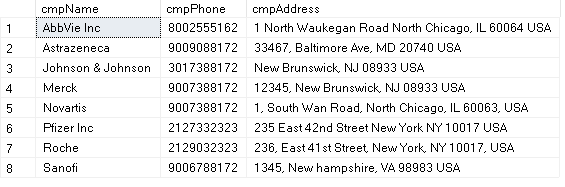 cmpName cmpPhone cmpAddress
1 AbbVie Inc 8002555162 1 North Waukegan Road North Chicago, IL 60064 USA
2 Astrazeneca 9009088172 33467, Baltimore Ave, MD 20740 USA
3 Johnson & Johnson 3017388172 New Brunswick, NJ 08933 USA
4 Merck 9007388172 12345, New Brunswick, NJ 08933 USA
5 Novartis 9007388172 1, South Wan Road, North Chicago, IL 60063, USA
6 Pfizer Inc 2127332323 235 East 42nd Street New York NY 10017 USA
7 Roche 2129032323 236, East 41st Street, New York, NY 10017, USA
8 Sanofi 9006788172 1345, New hampshire, VA 98983 USA